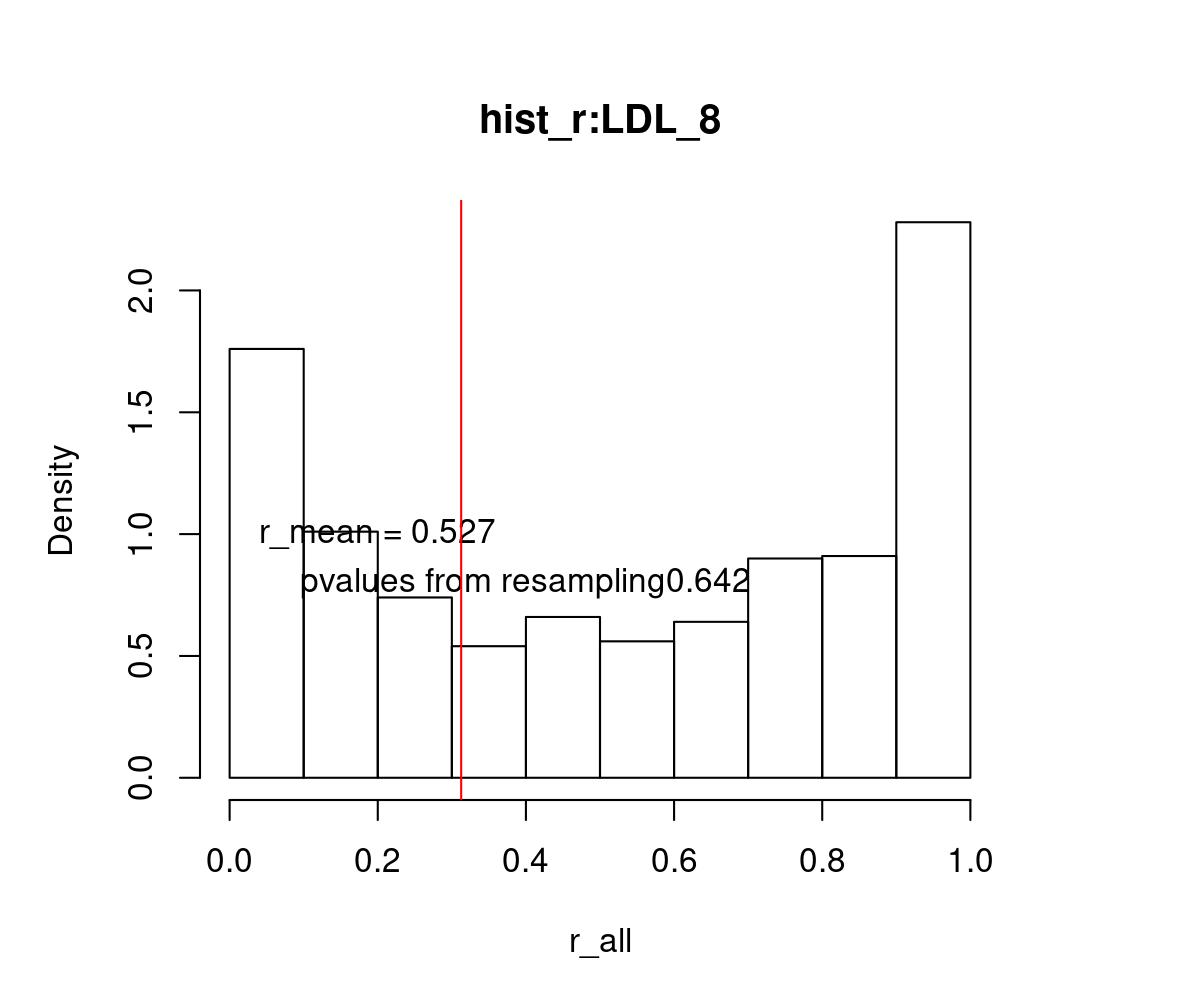 hist_r:LDL_8
Density
2.0
1.5
1.0
0.5
0.0
r_mean = 0.527
pvalues from resampling0.642
0.0 0.2 0.4 0.6 0.8 1.0
r_all